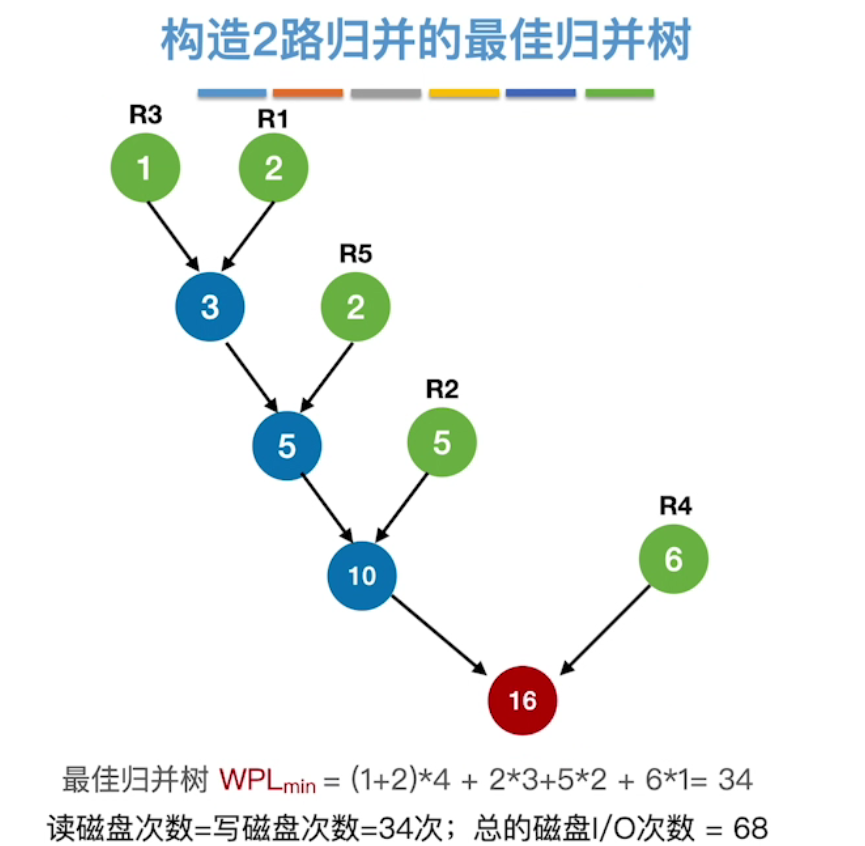 构造2路归并的最佳归并树
R3 R1
1 2
R5
3 2
R2
5 5
R4
10 6
16
最佳归并树 WPLmin = (1+2)*4 + 2*3+5*2 + 6*1= 34
读磁盘次数=写磁盘次数=34次；总的磁盘I/O次数 = 68